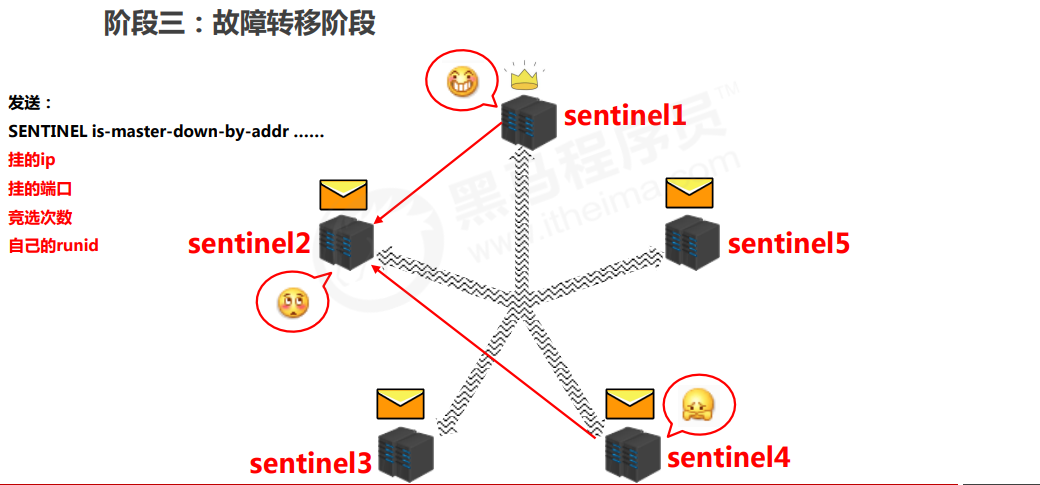 阶段三：故障转移阶段
发送：
SENTINEL is-master-down-by-addr ……
挂的ip
挂的端口
竞选次数
自己的runid
sentinel1
sentinel2
sentinel5
sentinel3
sentinel4
黑马程序员™
www.itheima.com